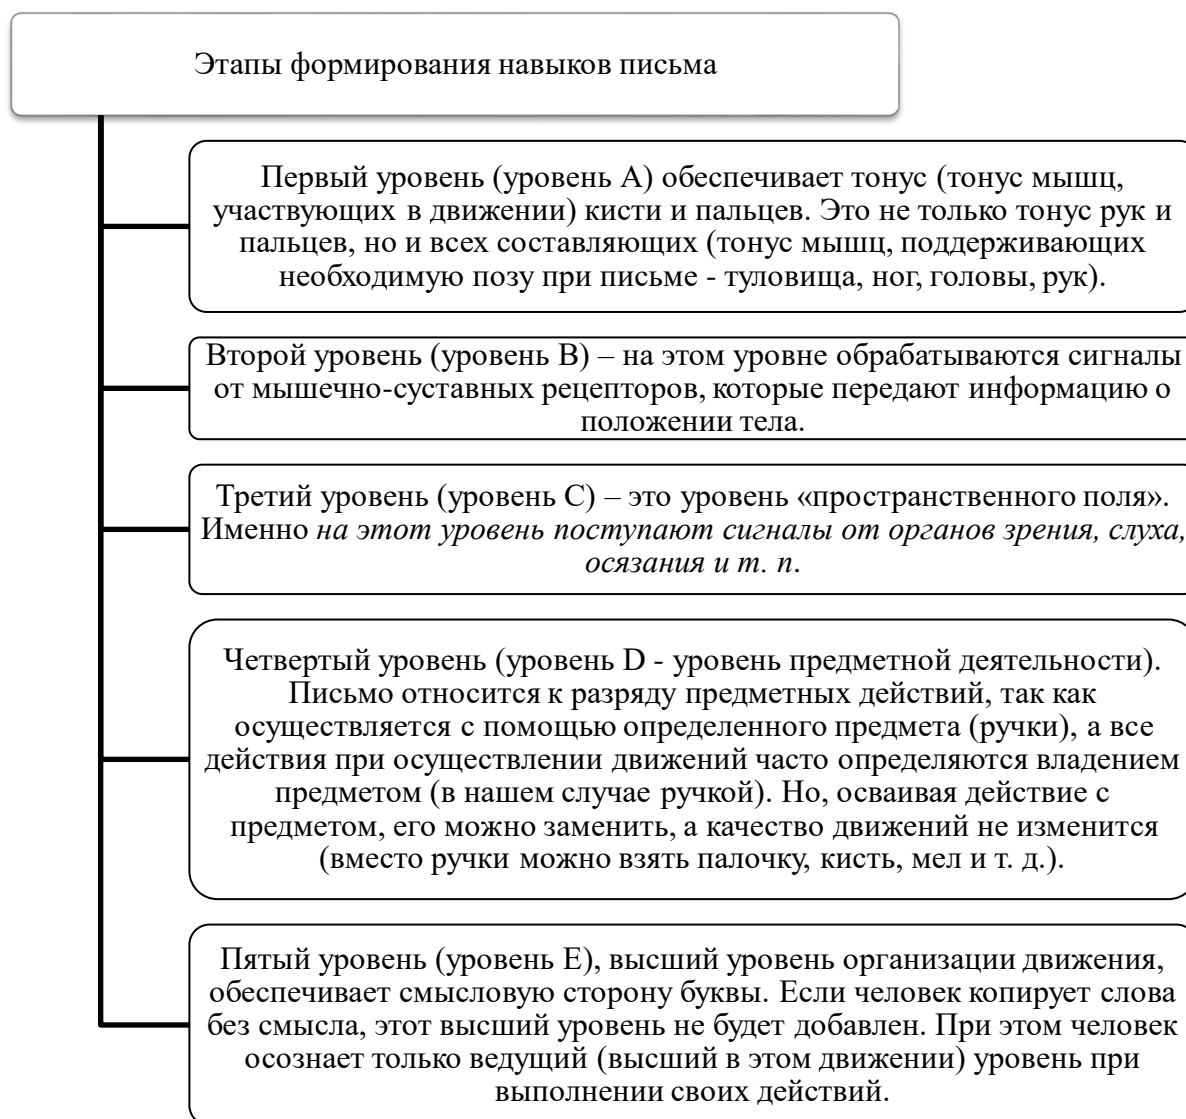 Этапы формирования навыков письма
Первый уровень (уровень А) обеспечивает тонус (тонус мышц,
участвующих в движении) кисти и пальцев. Это не только тонус рук и
пальцев, но и всех составляющих (тонус мышц, поддерживающих
необходимую позу при письме - туловища, ног, головы, рук).
Второй уровень (уровень В) – на этом уровне обрабатываются сигналы
от мышечно-суставных рецепторов, которые передают информацию о
положении тела.
Третий уровень (уровень С) – это уровень «пространственного поля».
Именно на этот уровень поступают сигналы от органов зрения, слуха,
осязания и т. п.
Четвертый уровень (уровень D - уровень предметной деятельности).
Письмо относится к разряду предметных действий, так как
осуществляется с помощью определенного предмета (ручки), а все
действия при осуществлении движений часто определяются владением
предметом (в нашем случае ручкой). Но, осваивая действие с
предметом, его можно заменить, а качество движений не изменится
(вместо ручки можно взять палочку, кисть, мел и т. д.).
Пятый уровень (уровень Е), высший уровень организации движения,
обеспечивает смысловую сторону буквы. Если человек копирует слова
без смысла, этот высший уровень не будет добавлен. При этом человек
осознает только ведущий (высший в этом движении) уровень при
выполнении своих действий.